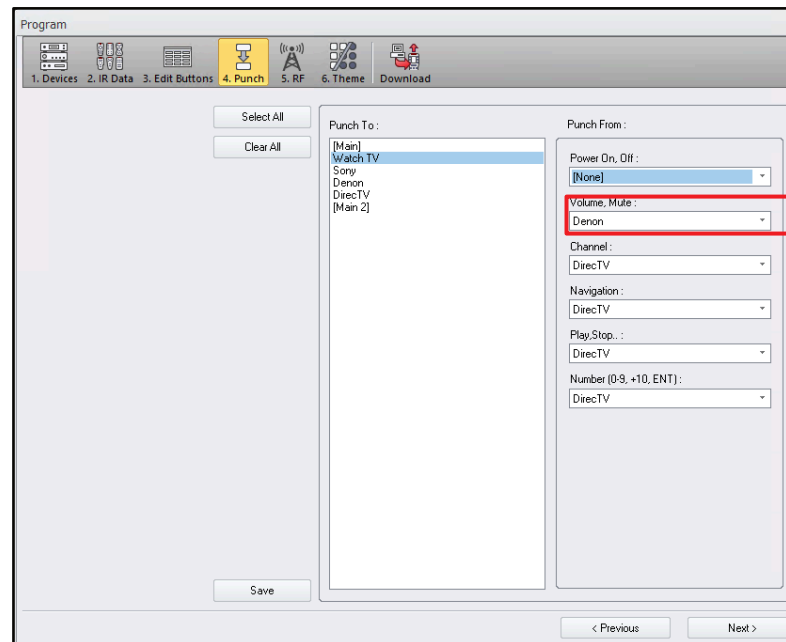 Program
1. Devices 2. IR Data 3. Edit Buttons 4. Punch 5. RF 6. Theme Download
Select All
Clear All
Punch To :
[Main]
Watch TV
Sony
Denon
DirecTV
[Main 2]
Punch From :
Power On, Off :
[None]
Volume, Mute :
Denon
Channel :
DirecTV
Navigation :
DirecTV
Play,Stop.. :
DirecTV
Number (0-9, +10, ENT) :
DirecTV
Save
< Previous Next >